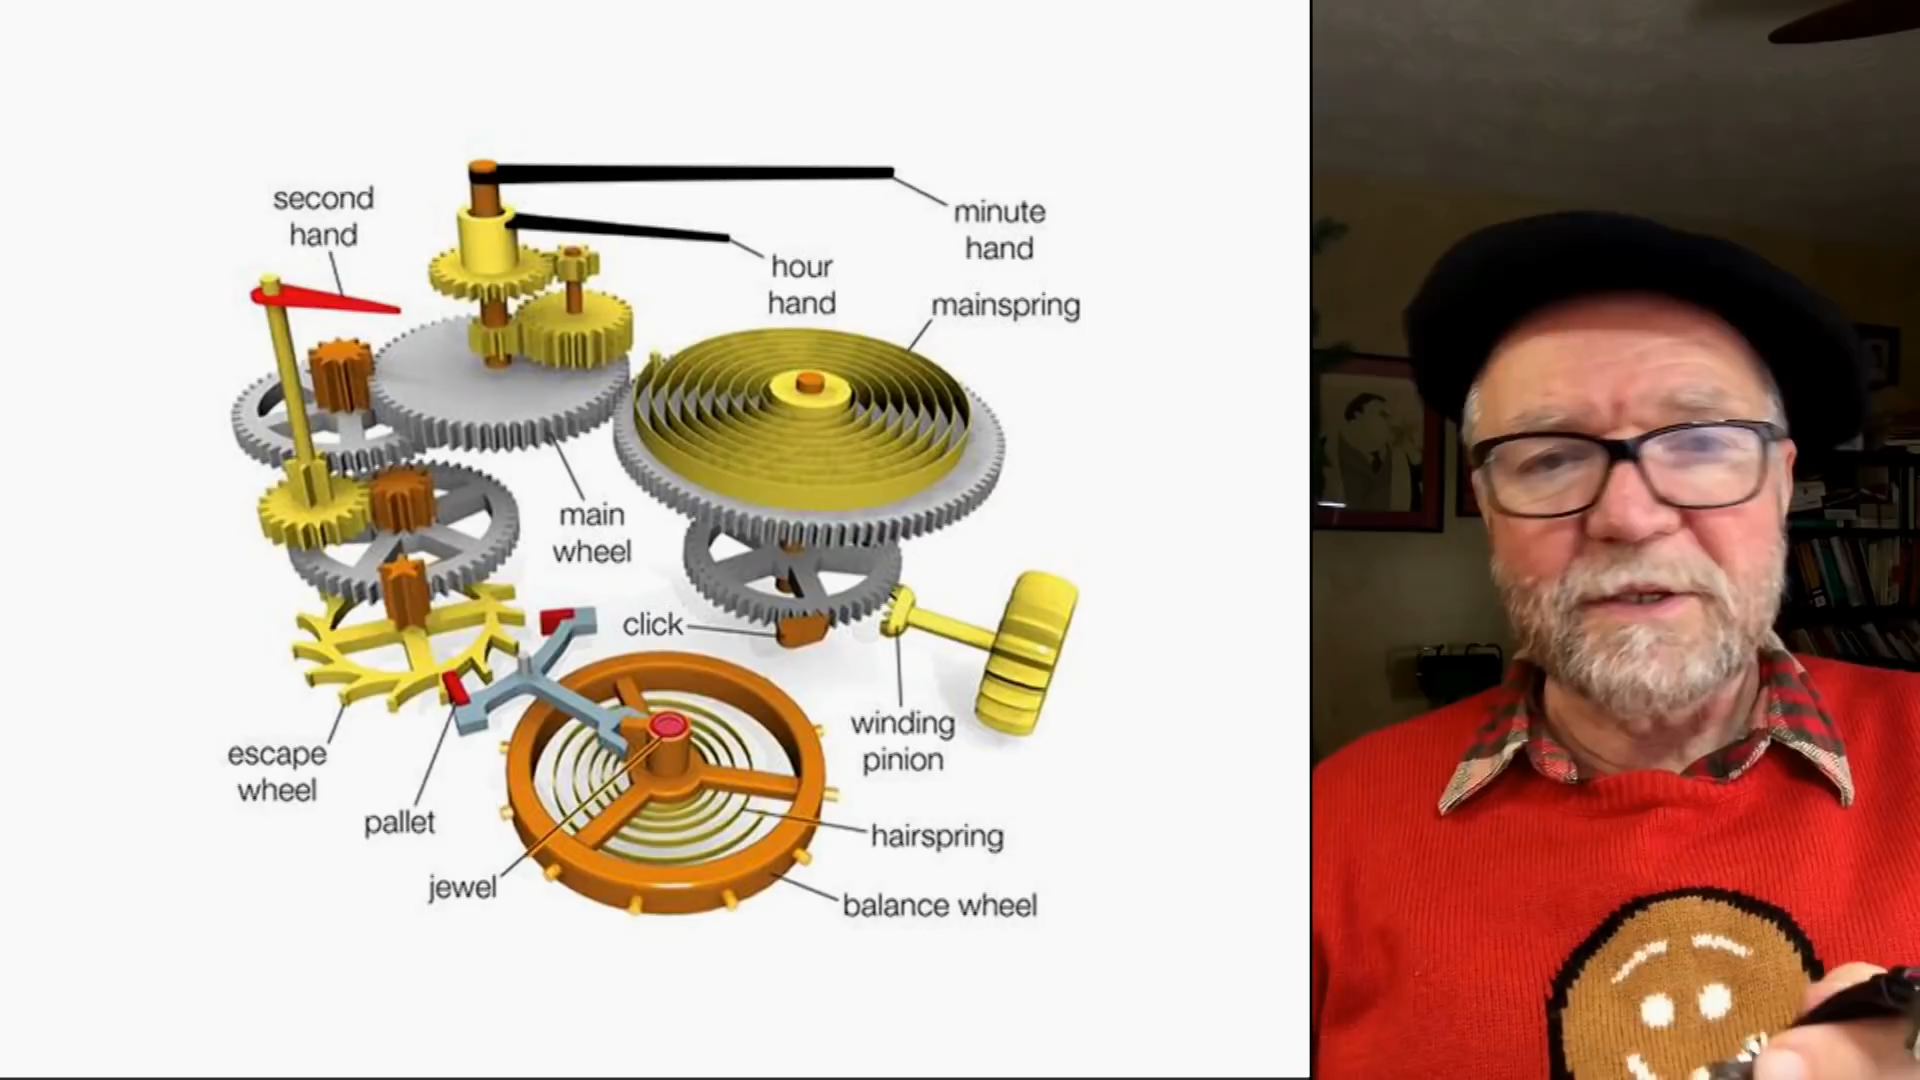 second
hand
minute
hand
hour
hand
mainspring
main
wheel
click
winding
pinion
escape
wheel
pallet
hairspring
jewel
balance wheel